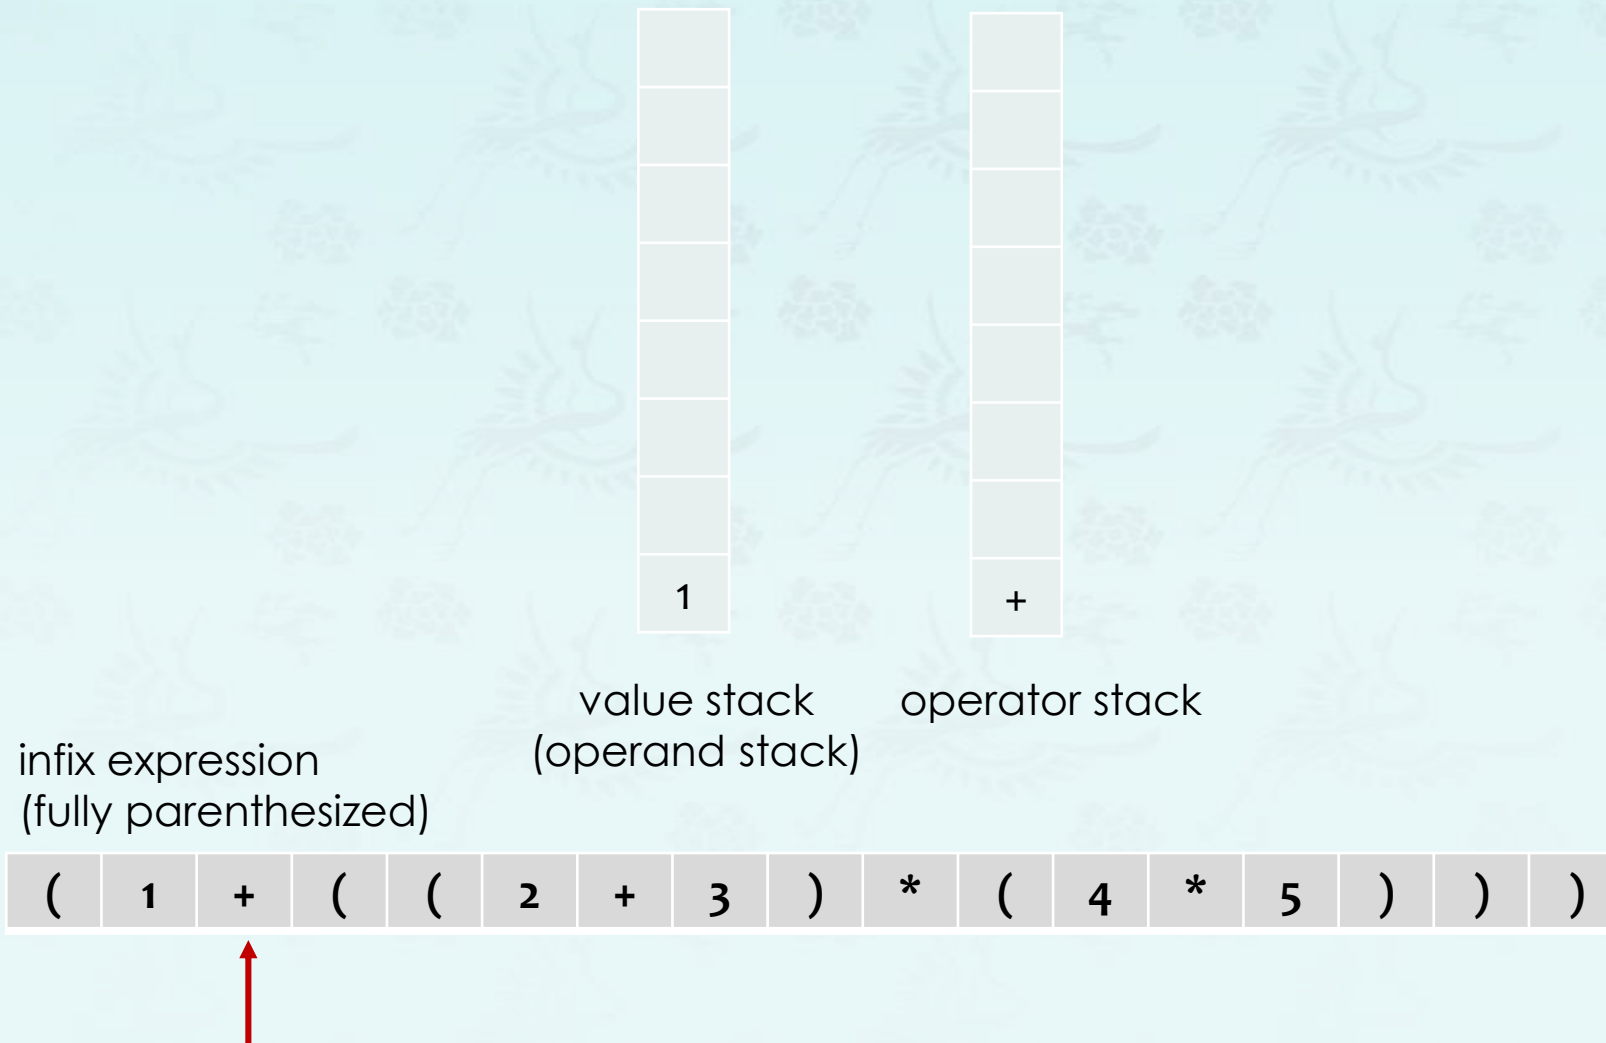 1
+
value stack
(operand stack)
operator stack
infix expression
(fully parenthesized)
( 1 + ( ( 2 + 3 ) * ( 4 * 5 ) ) )